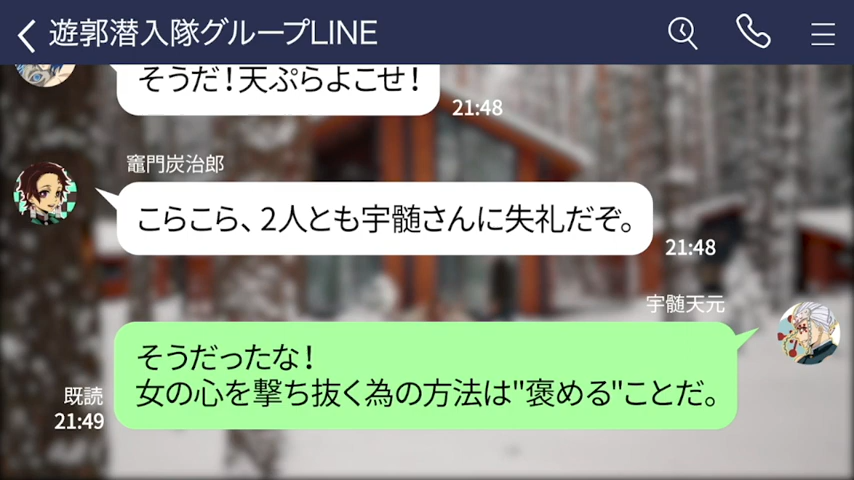 遊郭潜入隊グループLINE
そうだ！天ぷらよこせ！
21:48
竈門炭治郎
こらこら、2人とも宇髄さんに失礼だぞ。
21:48
宇髄天元
そうだったな！
女の心を撃ち抜く為の方法は"褒める"ことだ。
既読
21:49